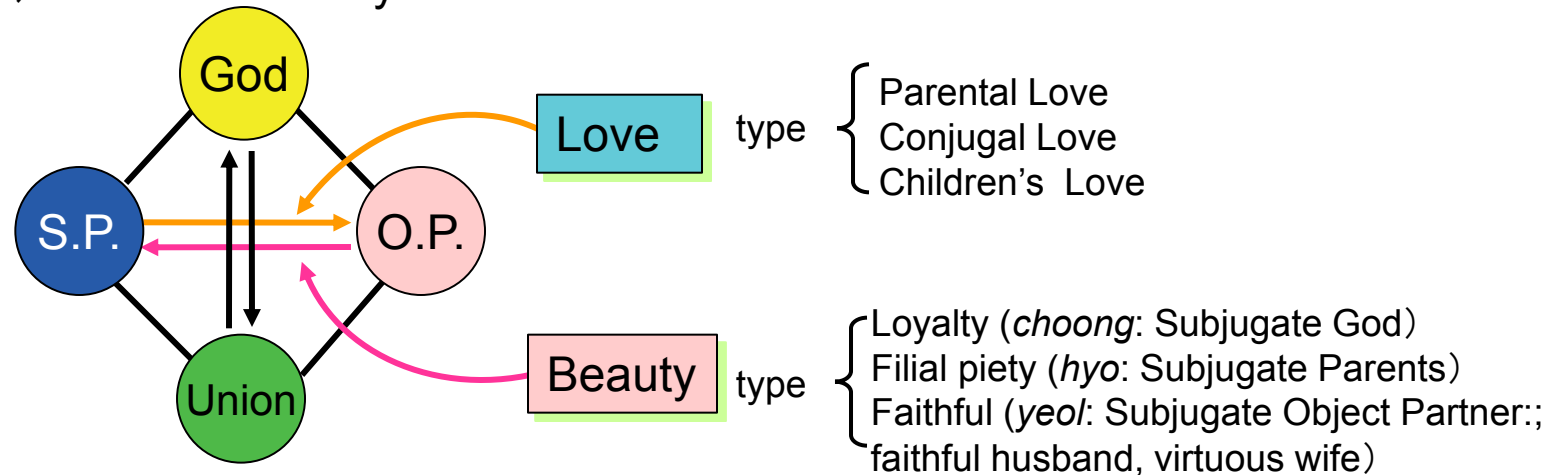 God
S.P.
O.P.
Union
Love
type
Parental Love
Conjugal Love
Children’s Love
Beauty
type
Loyalty (choong: Subjugate God）
Filial piety (hyo: Subjugate Parents）
Faithful (yeol: Subjugate Object Partner:;
faithful husband, virtuous wife）